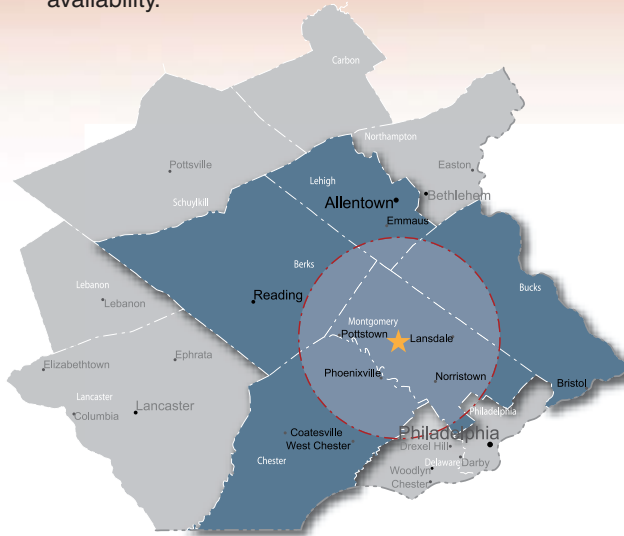 availability.
Carbon
Northampton
Pottsville
Easton
Lehigh
Bethlehem
Schuylkill
Allentown
Emmaus
Berks
Lebanon
Bucks
Reading
Lebanon
Montgomery
Pottstown
Lansdale
Ephrata
Elizabethtown
Phoenixville
Norristown
Bristol
Lancaster
Lancaster
Columbia
Philadelphia
Philadelphia
Coatesville
West Chester
Drexel Hill
Chester
Delaware
Darby
Woodlyn
Chester